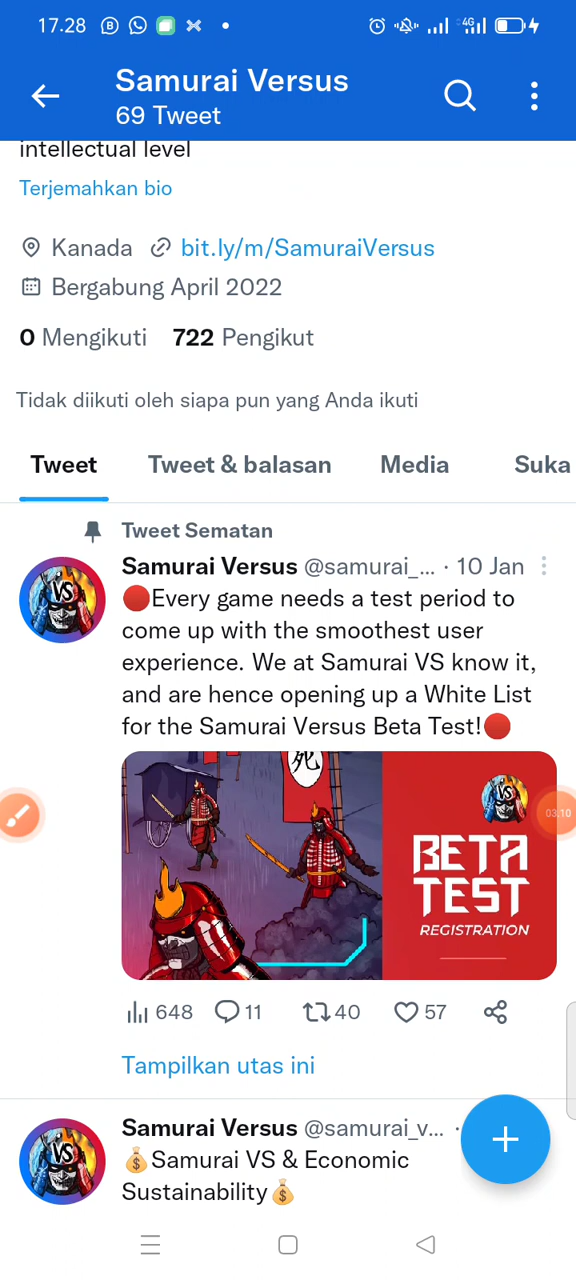 17.28
4G
Samurai Versus
69 Tweet
intellectual level
Terjemahkan bio
Kanada bit.ly/m/SamuraiVersus
Bergabung April 2022
0 Mengikuti 722 Pengikut
Tidak diikuti oleh siapa pun yang Anda ikuti
Tweet Tweet & balasan Media Suka
Tweet Sematan
Samurai Versus @samurai_... · 10 Jan
🔴Every game needs a test period to
come up with the smoothest user
experience. We at Samurai VS know it,
and are hence opening up a White List
for the Samurai Versus Beta Test!🔴
VS
死
VS
BETA
TEST
REGISTRATION
03:10
648 11 40 57
Tampilkan utas ini
Samurai Versus @samurai_v... ·
💰Samurai VS & Economic
Sustainability💰
VS